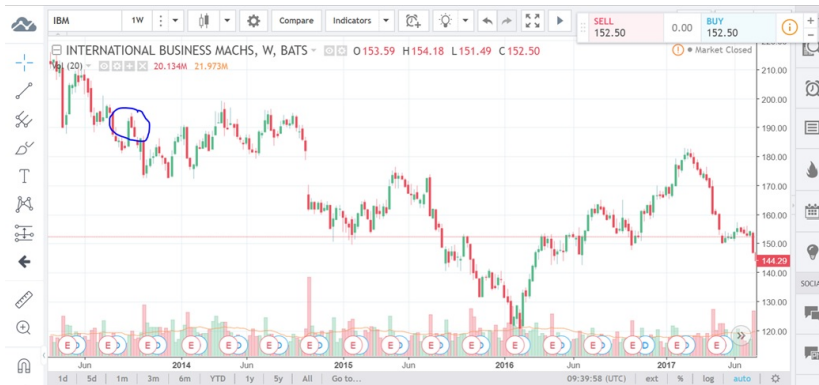 IBM 1W Compare Indicators
SELL
152.50
0.00
BUY
152.50
INTERNATIONAL BUSINESS MACHS, W, BATS O153.59 H154.18 L151.49 C152.50
Market Closed
Vol (20) 20.134M 21.973M
210.00
200.00
190.00
180.00
170.00
160.00
150.00
144.29
140.00
130.00
120.00
Jun 2014 Jun 2015 Jun 2016 Jun 2017 Jun
1d 5d 1m 3m 6m YTD 1y 5y All Go to... 09:39:58 (UTC) ext % log auto